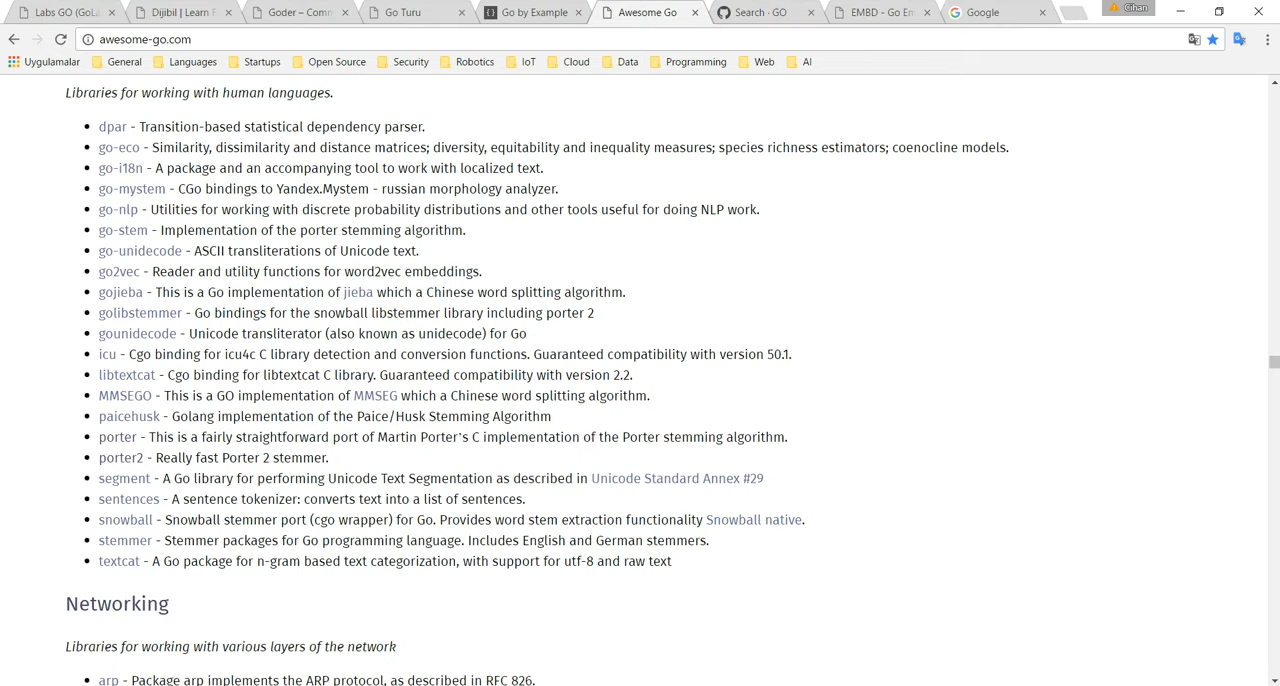 Labs GO (GoLa
Dijibil | Learn F
Goder – Comm
Go Turu
Go by Example
Awesome Go
Search · GO
EMBD - Go Em
Google
Cihan
awesome-go.com
Uygulamalar
General
Languages
Startups
Open Source
Security
Robotics
IoT
Cloud
Data
Programming
Web
AI
Libraries for working with human languages.
dpar - Transition-based statistical dependency parser.
go-eco - Similarity, dissimilarity and distance matrices; diversity, equitability and inequality measures; species richness estimators; coenocline models.
go-i18n - A package and an accompanying tool to work with localized text.
go-mystem - CGo bindings to Yandex.Mystem - russian morphology analyzer.
go-nlp - Utilities for working with discrete probability distributions and other tools useful for doing NLP work.
go-stem - Implementation of the porter stemming algorithm.
go-unidecode - ASCII transliterations of Unicode text.
go2vec - Reader and utility functions for word2vec embeddings.
gojieba - This is a Go implementation of jieba which a Chinese word splitting algorithm.
golibstemmer - Go bindings for the snowball libstemmer library including porter 2
gounidecode - Unicode transliterator (also known as unidecode) for Go
icu - Cgo binding for icu4c C library detection and conversion functions. Guaranteed compatibility with version 50.1.
libtextcat - Cgo binding for libtextcat C library. Guaranteed compatibility with version 2.2.
MMSEGO - This is a GO implementation of MMSEG which a Chinese word splitting algorithm.
paicehusk - Golang implementation of the Paice/Husk Stemming Algorithm
porter - This is a fairly straightforward port of Martin Porter's C implementation of the Porter stemming algorithm.
porter2 - Really fast Porter 2 stemmer.
segment - A Go library for performing Unicode Text Segmentation as described in Unicode Standard Annex #29
sentences - A sentence tokenizer: converts text into a list of sentences.
snowball - Snowball stemmer port (cgo wrapper) for Go. Provides word stem extraction functionality Snowball native.
stemmer - Stemmer packages for Go programming language. Includes English and German stemmers.
textcat - A Go package for n-gram based text categorization, with support for utf-8 and raw text
Networking
Libraries for working with various layers of the network
arp - Package arp implements the ARP protocol, as described in RFC 826.